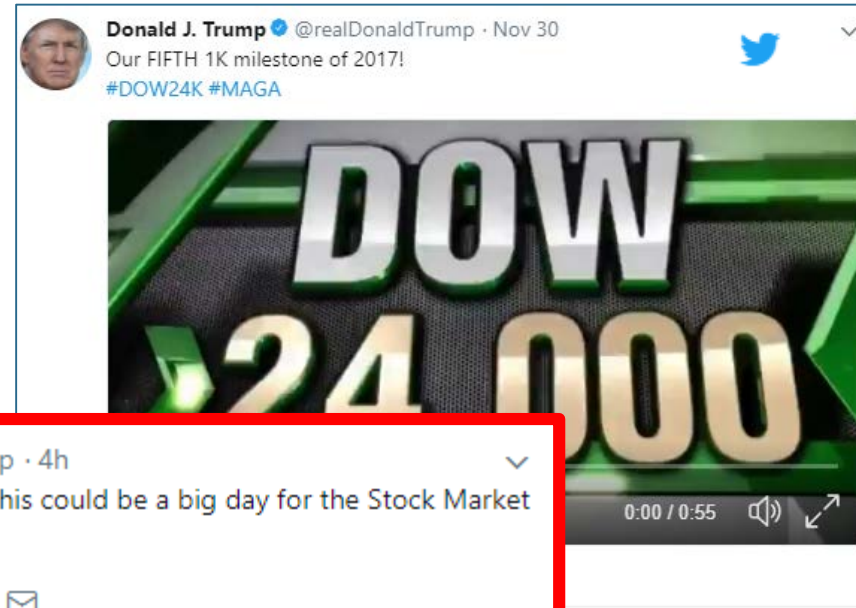 Donald J. Trump @realDonaldTrump · Nov 30
Our FIFTH 1K milestone of 2017!
#DOW24K #MAGA
DOW
24,000
p · 4h
his could be a big day for the Stock Market
0:00 / 0:55